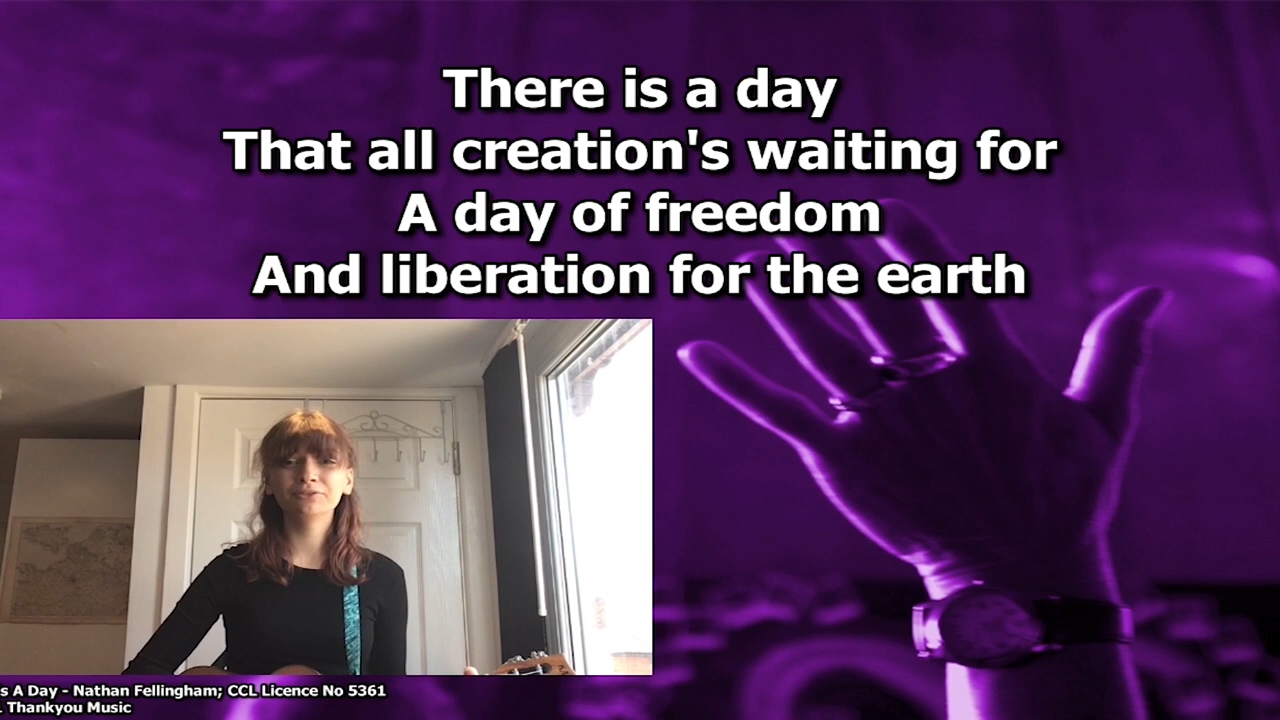 There is a day
That all creation's waiting for
A day of freedom
And liberation for the earth
s A Day - Nathan Fellingham; CCL Licence No 5361
Thankyou Music